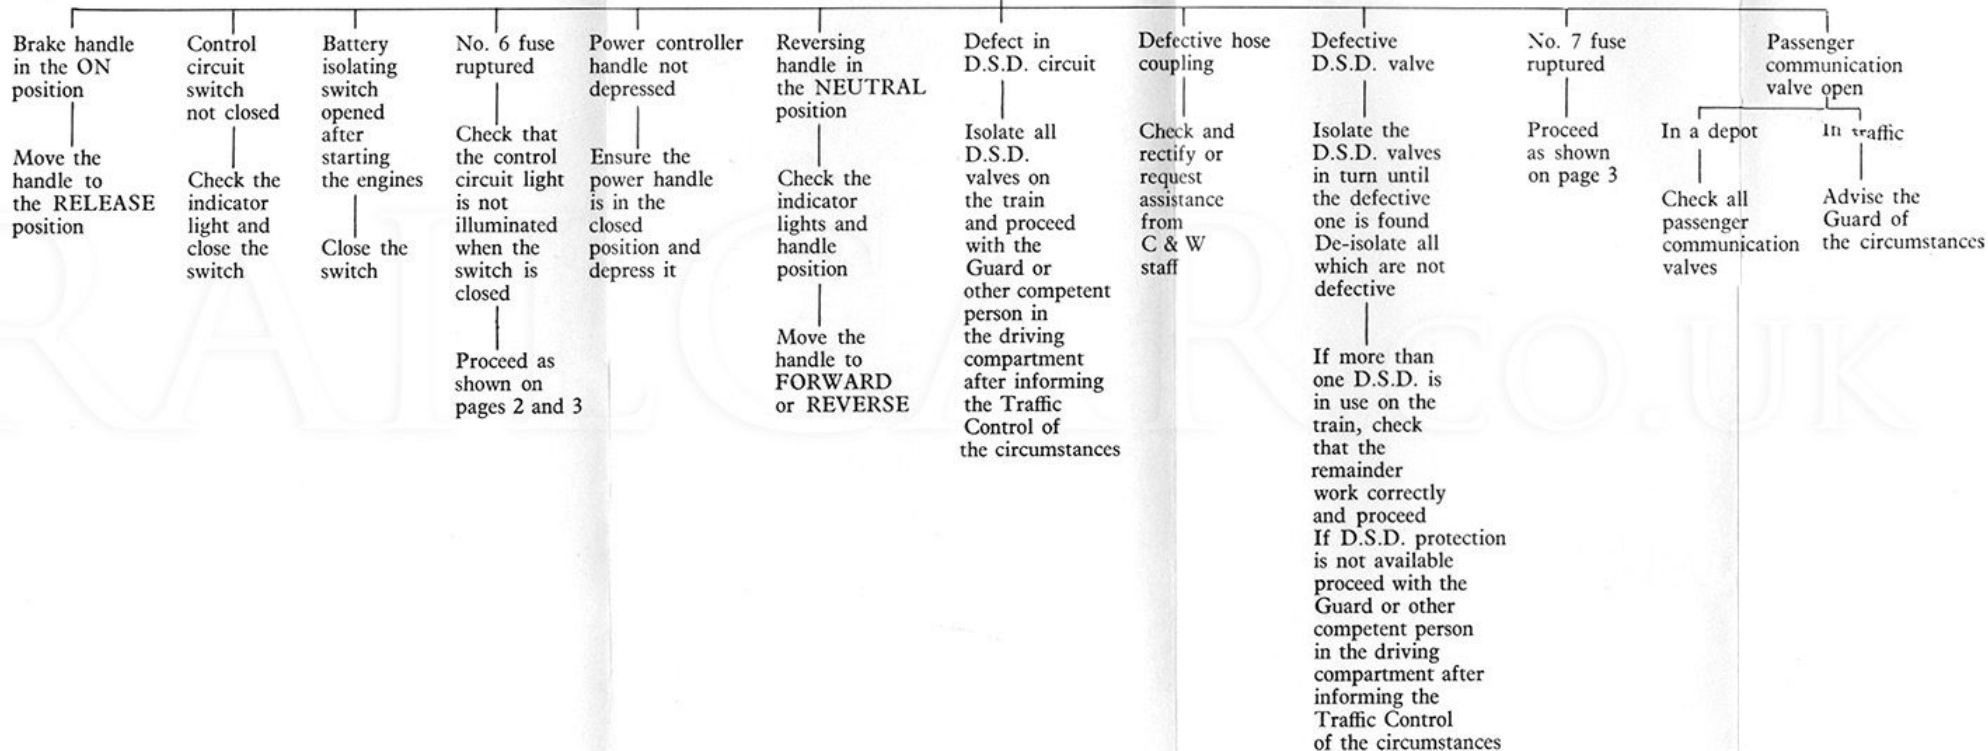 Brake handle
in the ON
position
Move the
handle to
the RELEASE
position
Control
circuit
switch
not closed
Check the
indicator
light and
close the
switch
Battery
isolating
switch
opened
after
starting
the engines
Close the
switch
No. 6 fuse
ruptured
Check that
the control
circuit light
is not
illuminated
when the
switch is
closed
Proceed as
shown on
pages 2 and 3
Power controller
handle not
depressed
Ensure the
power handle
is in the
closed
position and
depress it
Reversing
handle in
the NEUTRAL
position
Check the
indicator
lights and
handle
position
Move the
handle to
FORWARD
or REVERSE
Defect in
D.S.D. circuit
Isolate all
D.S.D.
valves on
the train
and proceed
with the
Guard or
other competent
person in
the driving
compartment
after informing
the Traffic
Control of
the circumstances
Defective hose
coupling
Check and
rectify or
request
assistance
from
C & W
staff
Defective
D.S.D. valve
Isolate the
D.S.D. valves
in turn until
the defective
one is found
De-isolate all
which are not
defective
If more than
one D.S.D. is
in use on the
train, check
that the
remainder
work correctly
and proceed
If D.S.D. protection
is not available
proceed with the
Guard or other
competent person
in the driving
compartment after
informing the
Traffic Control
of the circumstances
No. 7 fuse
ruptured
Proceed
as shown
on page 3
Passenger
communication
valve open
In a depot
Check all
passenger
communication
valves
In traffic
Advise the
Guard of
the circumstances
RAILCAR.CO.UK